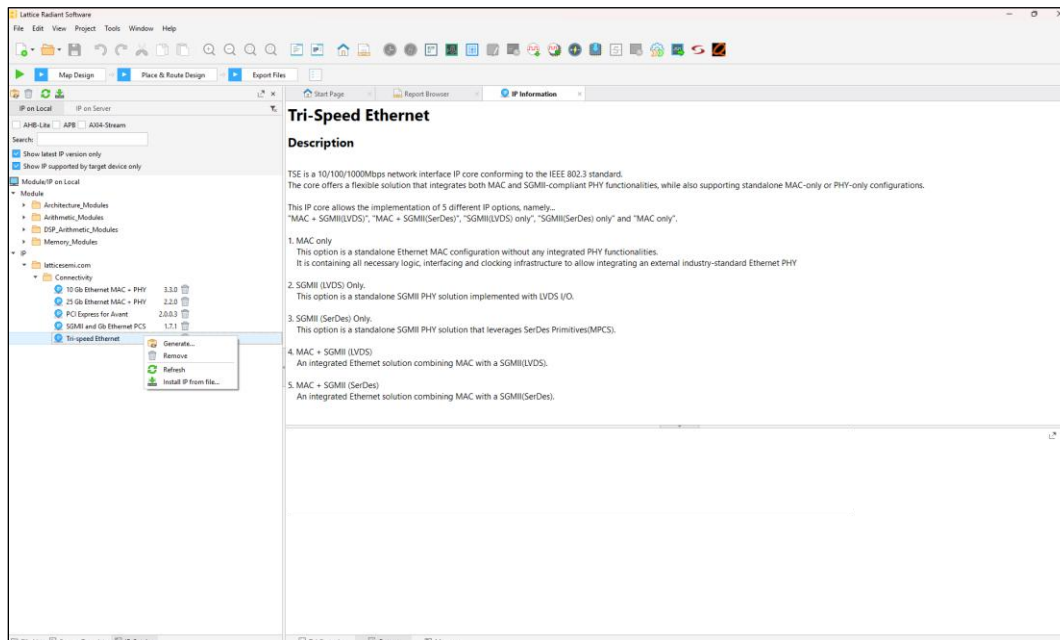 Lattice Radiant Software
File Edit View Project Tools Window Help
Map Design
Place & Route Design
Export Files
IP on Local
IP on Server
AHB-Lite
APB
AXI4-Stream
Search:
Show latest IP version only
Show IP supported by target device only
Module/IP on Local
Module
Architecture_Modules
Arithmetic_Modules
DSP_Arithmetic_Modules
Memory_Modules
IP
latticesemi.com
Connectivity
10 Gb Ethernet MAC + PHY 3.3.0
25 Gb Ethernet MAC + PHY 2.2.0
PCI Express for Avant 2.0.0.3
SGMII and Gb Ethernet PCS 1.7.1
Tri-speed Ethernet
Generate...
Remove
Refresh
Install IP from file...
Start Page
Report Browser
IP Information
Tri-Speed Ethernet
Description
TSE is a 10/100/1000Mbps network interface IP core conforming to the IEEE 802.3 standard.
The core offers a flexible solution that integrates both MAC and SGMII-compliant PHY functionalities, while also supporting standalone MAC-only or PHY-only configurations.
This IP core allows the implementation of 5 different IP options, namely...
"MAC + SGMII(LVDS)", "MAC + SGMII(SerDes)", "SGMII(LVDS) only", "SGMII(SerDes) only" and "MAC only".
1. MAC only
This option is a standalone Ethernet MAC configuration without any integrated PHY functionalities.
It is containing all necessary logic, interfacing and clocking infrastructure to allow integrating an external industry-standard Ethernet PHY
2. SGMII (LVDS) Only.
This option is a standalone SGMII PHY solution implemented with LVDS I/O.
3. SGMII (SerDes) Only.
This option is a standalone SGMII PHY solution that leverages SerDes Primitives(MPCS).
4. MAC + SGMII (LVDS)
An integrated Ethernet solution combining MAC with a SGMII(LVDS).
5. MAC + SGMII (SerDes)
An integrated Ethernet solution combining MAC with a SGMII(SerDes).